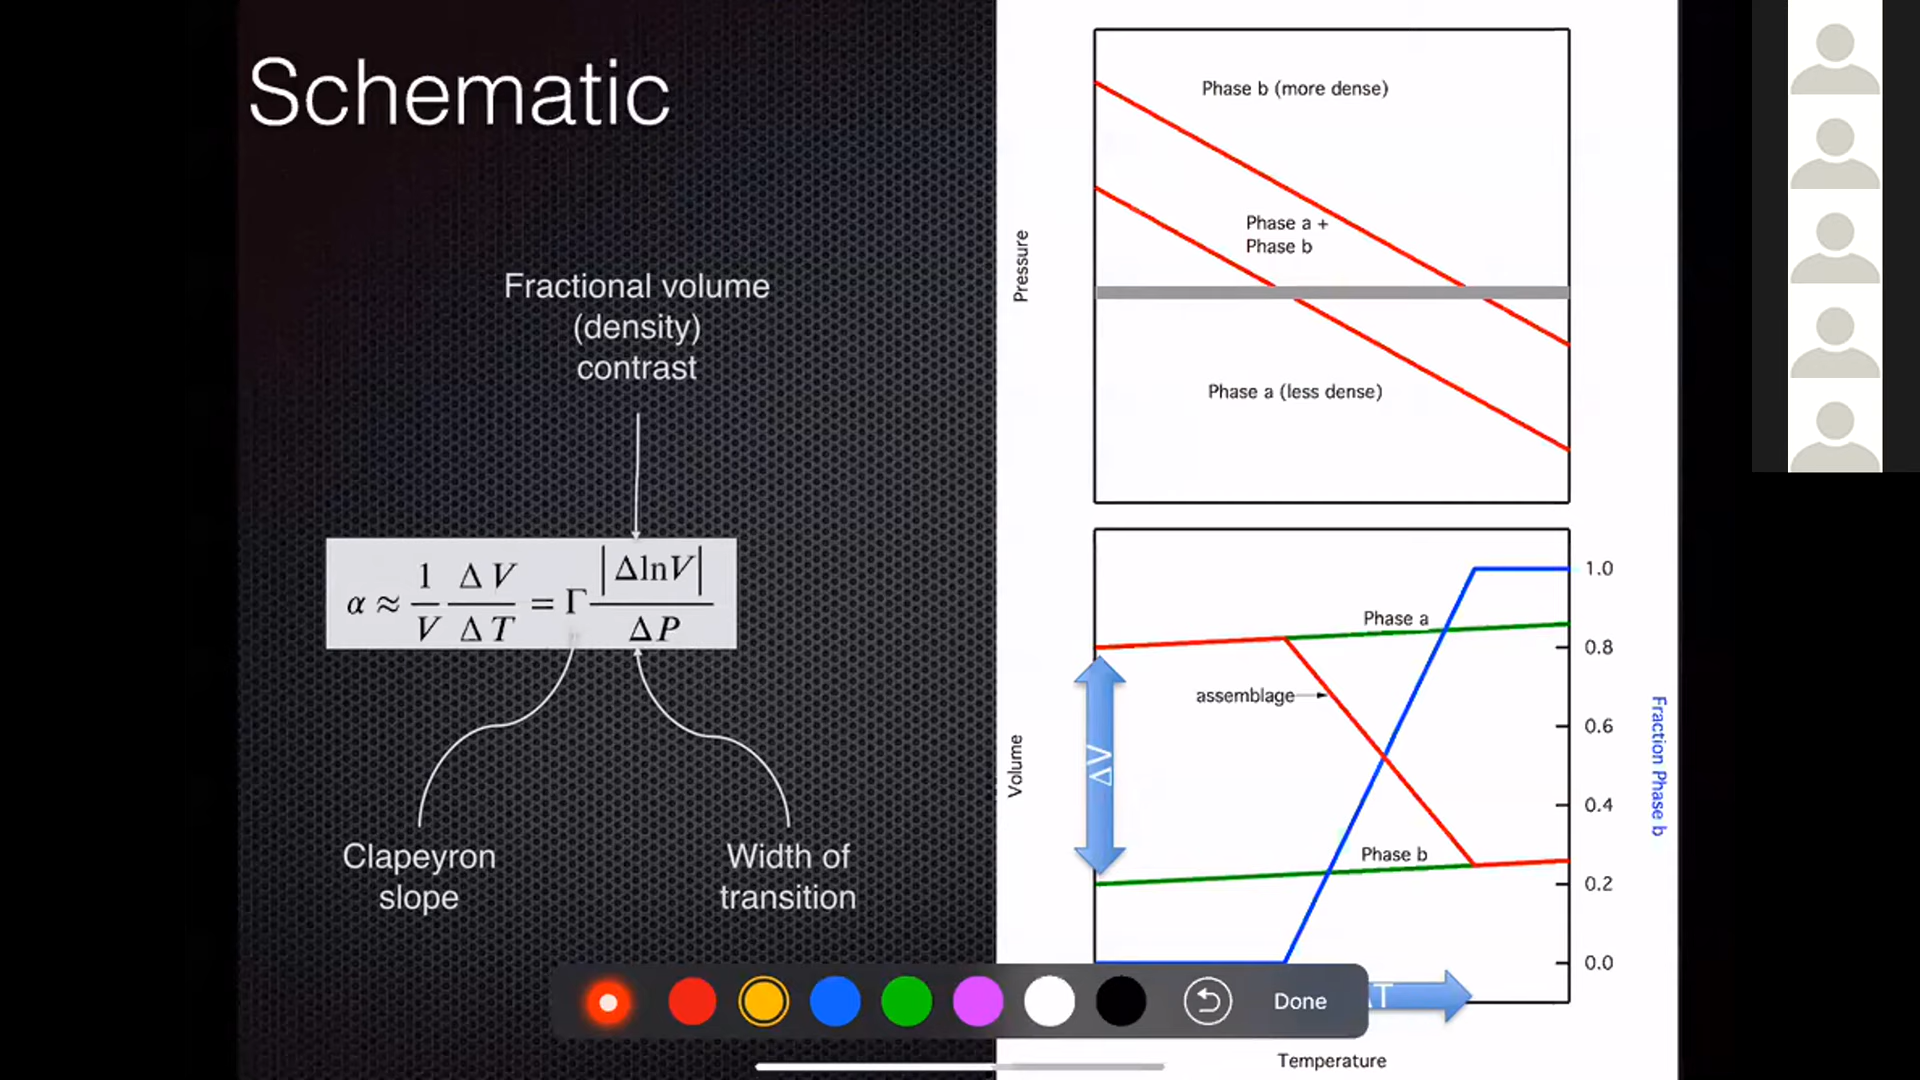 Schematic
Fractional volume
(density)
contrast
α ≈ 1/V ΔV/ΔT = Γ |ΔlnV|/ΔP
Clapeyron
slope
Width of
transition
Phase b (more dense)
Phase a +
Phase b
Phase a (less dense)
Pressure
Phase a
assemblage
Phase b
ΔV
Volume
1.0
0.8
0.6
0.4
0.2
0.0
Fraction Phase b
Done
ΔT
Temperature